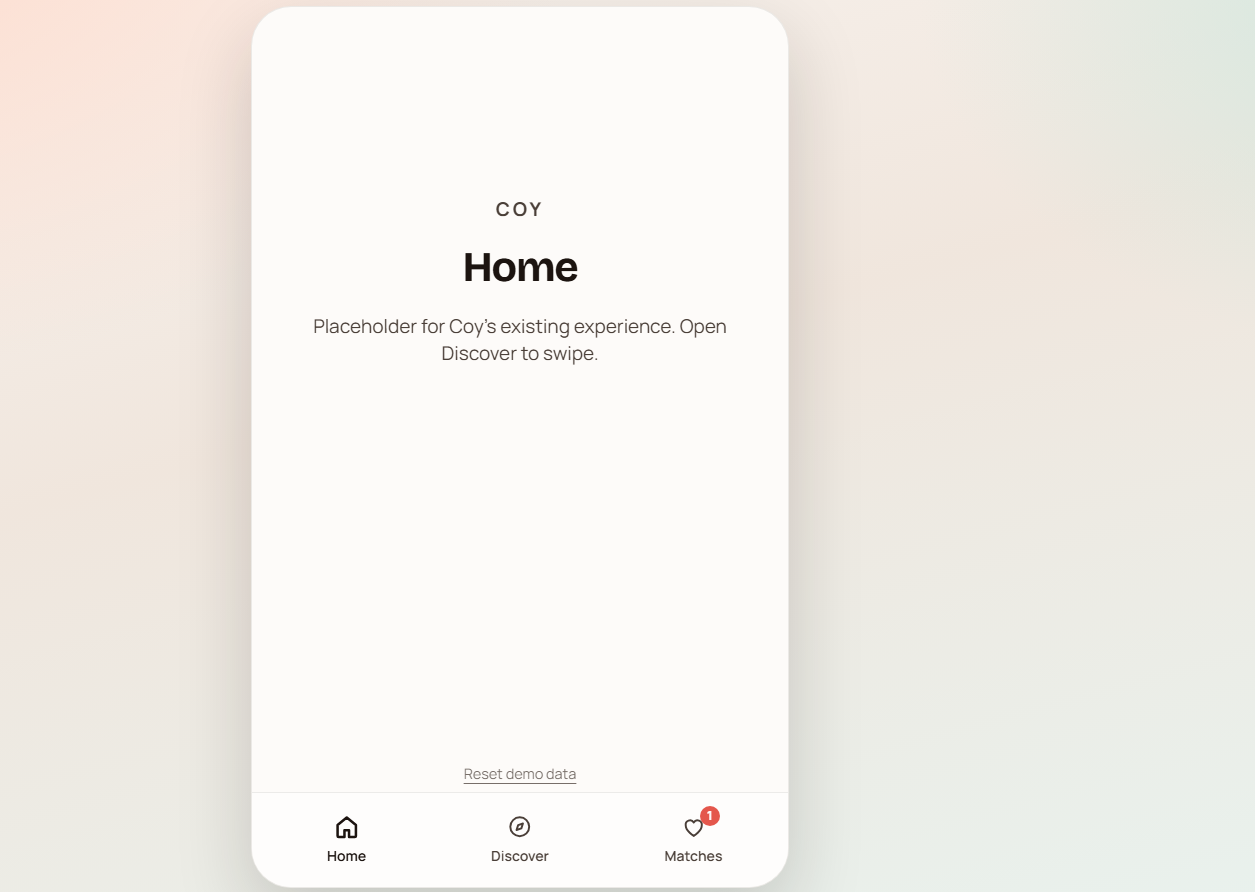 COY
Home
Placeholder for Coy’s existing experience. Open
Discover to swipe.
Reset demo data
1
Home
Discover
Matches